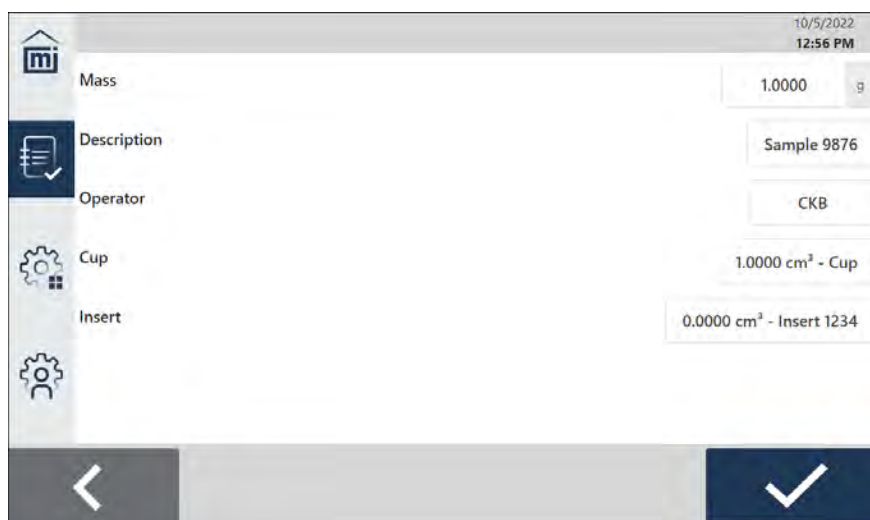 10/5/2022
12:56 PM
mi
Mass 1.0000 g
Description Sample 9876
Operator CKB
Cup 1.0000 cm³ - Cup
Insert 0.0000 cm³ - Insert 1234